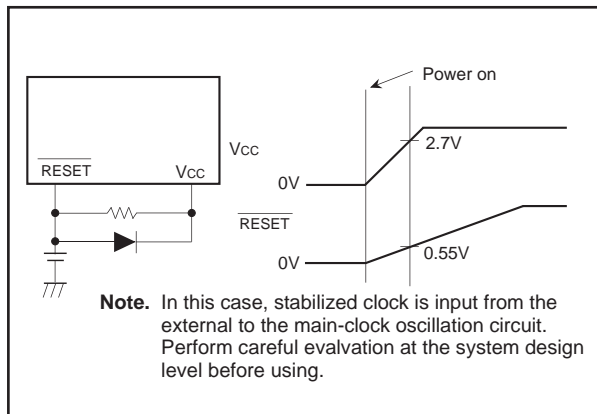 Power on
Vcc
2.7V
RESET
Vcc
0V
RESET
0.55V
0V
Note. In this case, stabilized clock is input from the
external to the main-clock oscillation circuit.
Perform careful evalvation at the system design
level before using.